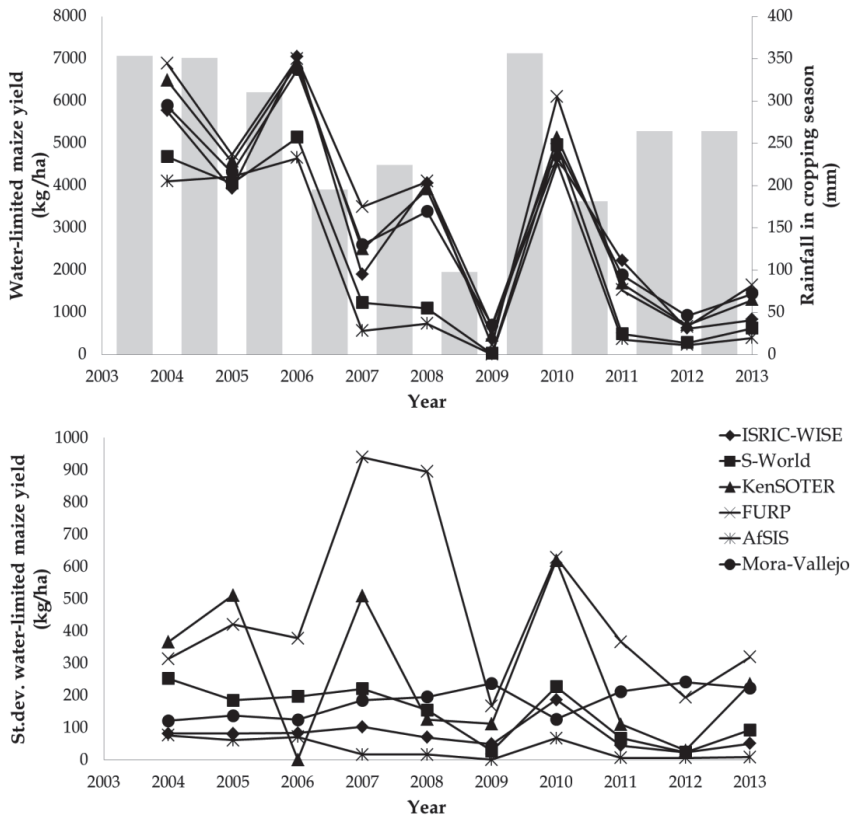 8000
7000
6000
5000
4000
3000
2000
1000
0
Water-limited maize yield
(kg/ha)
400
350
300
250
200
150
100
50
0
Rainfall in cropping season
(mm)
2003 2004 2005 2006 2007 2008 2009 2010 2011 2012 2013
Year
1000
900
800
700
600
500
400
300
200
100
0
St.dev. water-limited maize yield
(kg/ha)
ISRIC-WISE
S-World
KenSOTER
FURP
AfSIS
Mora-Vallejo
2003 2004 2005 2006 2007 2008 2009 2010 2011 2012 2013
Year